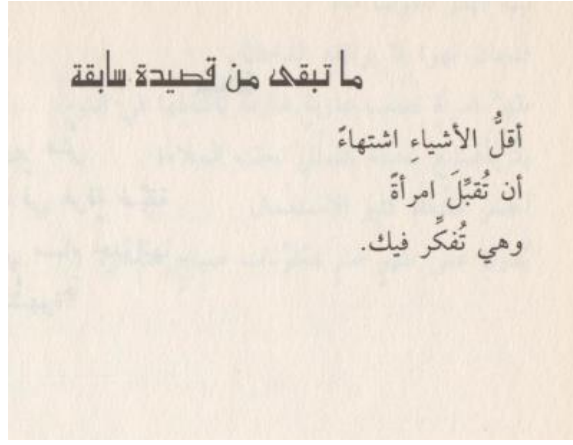 ما تبقى من قصيدة سابقة
أقلُّ الأشياءِ اشتهاءً
أن تُقبِّلَ امرأةً
وهي تُفكِّر فيك.